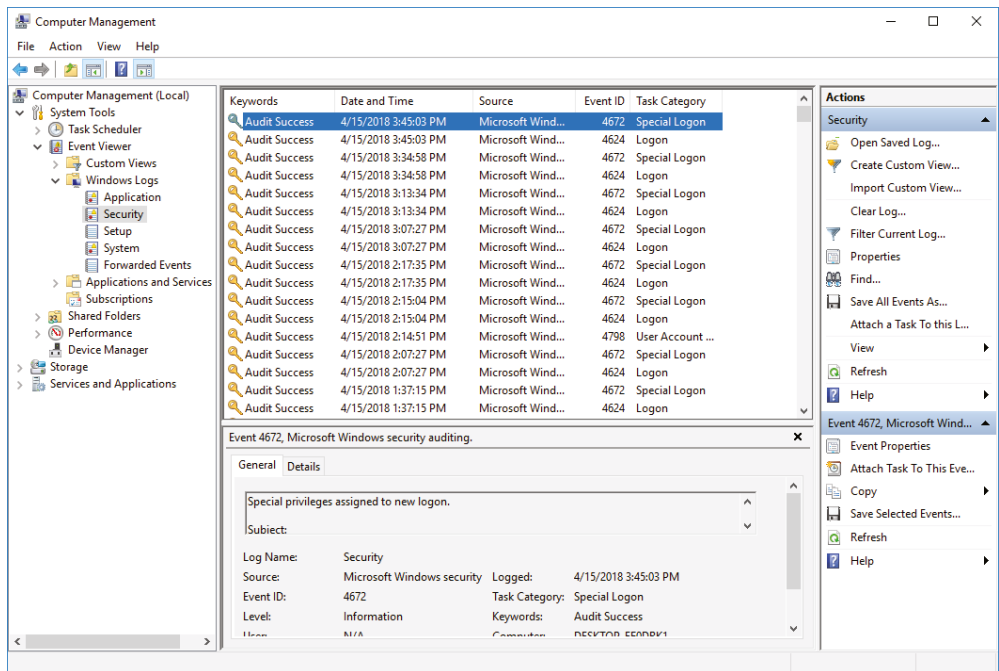 Computer Management
File Action View Help
Computer Management (Local)
System Tools
Task Scheduler
Event Viewer
Custom Views
Windows Logs
Application
Security
Setup
System
Forwarded Events
Applications and Services
Subscriptions
Shared Folders
Performance
Device Manager
Storage
Services and Applications
Keywords Date and Time Source Event ID Task Category
Audit Success 4/15/2018 3:45:03 PM Microsoft Wind... 4672 Special Logon
Audit Success 4/15/2018 3:45:03 PM Microsoft Wind... 4624 Logon
Audit Success 4/15/2018 3:34:58 PM Microsoft Wind... 4672 Special Logon
Audit Success 4/15/2018 3:34:58 PM Microsoft Wind... 4624 Logon
Audit Success 4/15/2018 3:13:34 PM Microsoft Wind... 4672 Special Logon
Audit Success 4/15/2018 3:13:34 PM Microsoft Wind... 4624 Logon
Audit Success 4/15/2018 3:07:27 PM Microsoft Wind... 4672 Special Logon
Audit Success 4/15/2018 3:07:27 PM Microsoft Wind... 4624 Logon
Audit Success 4/15/2018 2:17:35 PM Microsoft Wind... 4672 Special Logon
Audit Success 4/15/2018 2:17:35 PM Microsoft Wind... 4624 Logon
Audit Success 4/15/2018 2:15:04 PM Microsoft Wind... 4672 Special Logon
Audit Success 4/15/2018 2:15:04 PM Microsoft Wind... 4624 Logon
Audit Success 4/15/2018 2:14:51 PM Microsoft Wind... 4798 User Account ...
Audit Success 4/15/2018 2:07:27 PM Microsoft Wind... 4672 Special Logon
Audit Success 4/15/2018 2:07:27 PM Microsoft Wind... 4624 Logon
Audit Success 4/15/2018 1:37:15 PM Microsoft Wind... 4672 Special Logon
Audit Success 4/15/2018 1:37:15 PM Microsoft Wind... 4624 Logon
Event 4672, Microsoft Windows security auditing.
General Details
Special privileges assigned to new logon.
Subject:
Log Name: Security
Source: Microsoft Windows security Logged: 4/15/2018 3:45:03 PM
Event ID: 4672 Task Category: Special Logon
Level: Information Keywords: Audit Success
User: N/A Computer:
Actions
Security
Open Saved Log...
Create Custom View...
Import Custom View...
Clear Log...
Filter Current Log...
Properties
Find...
Save All Events As...
Attach a Task To this L...
View
Refresh
Help
Event 4672, Microsoft Wind...
Event Properties
Attach Task To This Eve...
Copy
Save Selected Events...
Refresh
Help